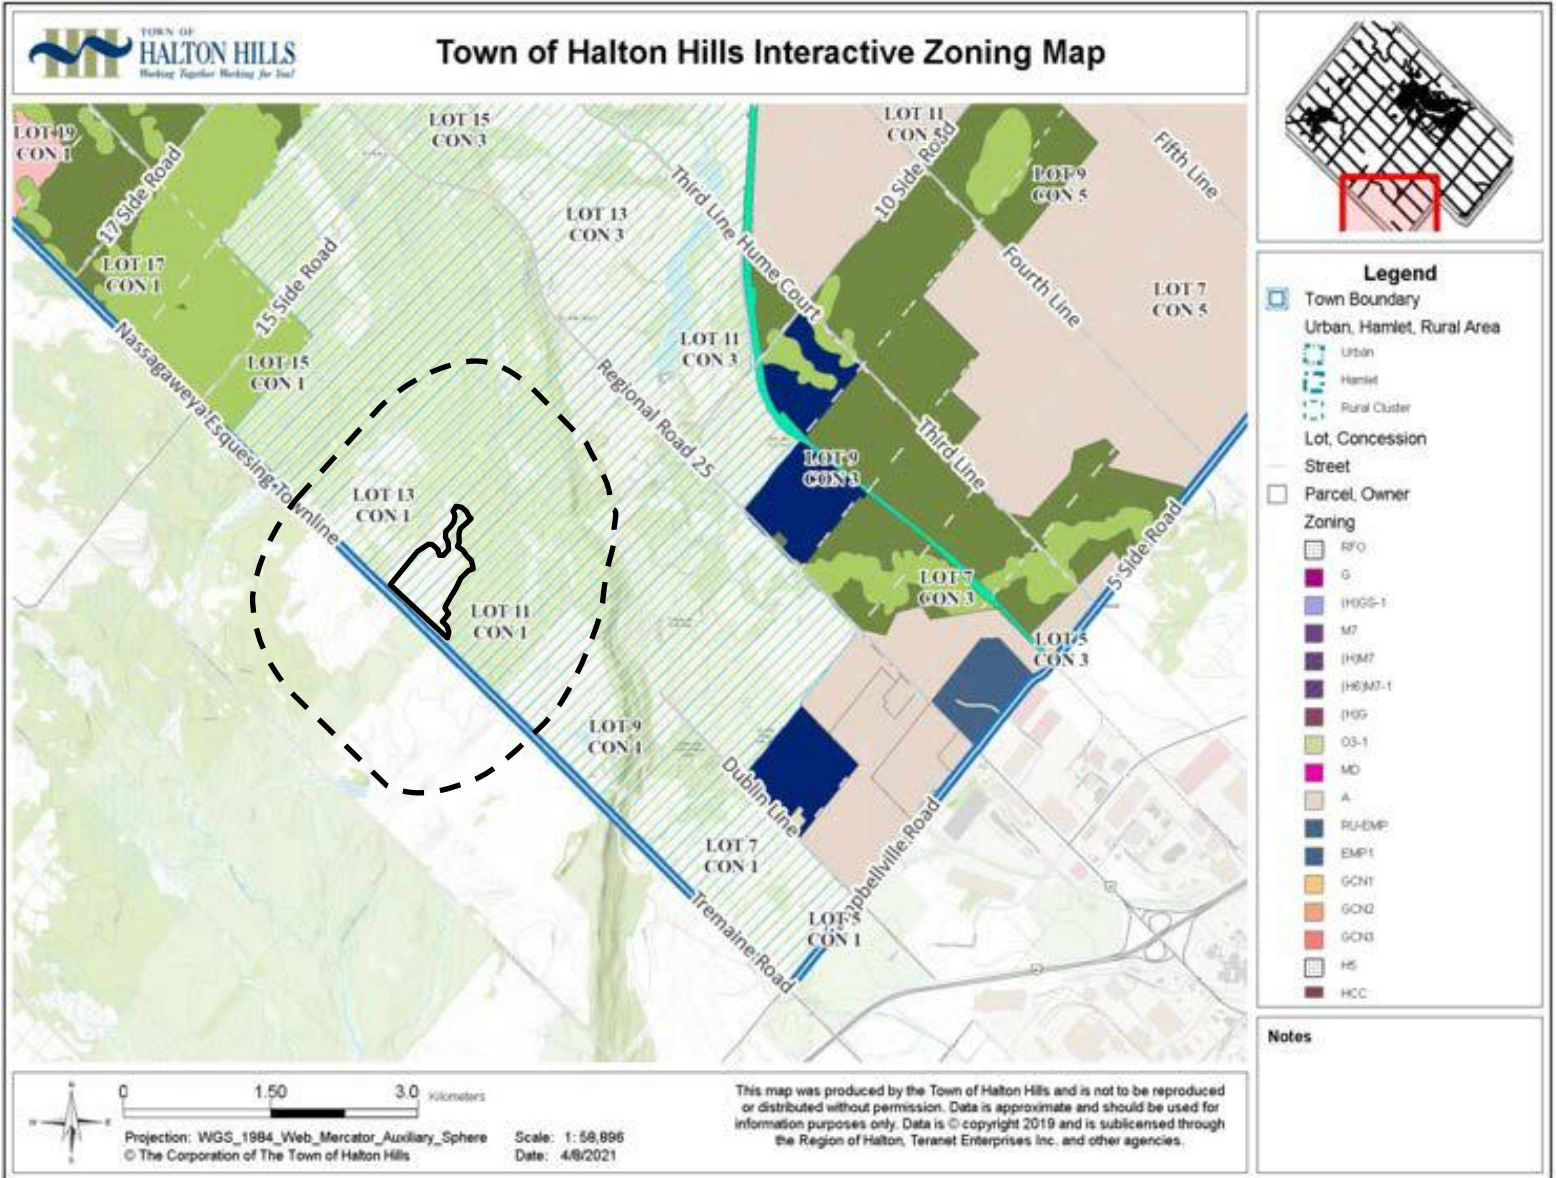 TOWN OF
HALTON HILLS
Working Together Working for You!
Town of Halton Hills Interactive Zoning Map
LOT 19
CON 1
LOT 15
CON 3
LOT 11
CON 5
Fifth Line
17 Side Road
Third Line
10 Side Road
LOT 9
CON 5
LOT 13
CON 3
Hume Court
Fourth Line
LOT 17
CON 1
15 Side Road
LOT 7
CON 5
Nassagaweya Esquesing Townline
LOT 15
CON 1
LOT 11
CON 3
Regional Road 25
Third Line
LOT 9
CON 3
LOT 13
CON 1
5 Side Road
LOT 7
CON 3
LOT 11
CON 1
LOT 5
CON 3
LOT 9
CON 1
Dublin Line
LOT 7
CON 1
pbellville Road
Tremaine Road
LOT 5
CON 1
Legend
Town Boundary
Urban, Hamlet, Rural Area
Urban
Hamlet
Rural Cluster
Lot, Concession
Street
Parcel, Owner
Zoning
RFO
G
(H)GS-1
M7
(H)M7
(H6)M7-1
(H)G
O3-1
MD
A
RU-EMP
EMP1
GCN1
GCN2
GCN3
H5
HCC
Notes
N
W
E
S
0 1.50 3.0 Kilometers
Projection: WGS_1984_Web_Mercator_Auxiliary_Sphere
© The Corporation of The Town of Halton Hills
Scale: 1: 58,896
Date: 4/8/2021
This map was produced by the Town of Halton Hills and is not to be reproduced
or distributed without permission. Data is approximate and should be used for
information purposes only. Data is © copyright 2019 and is sublicensed through
the Region of Halton, Teranet Enterprises Inc. and other agencies.